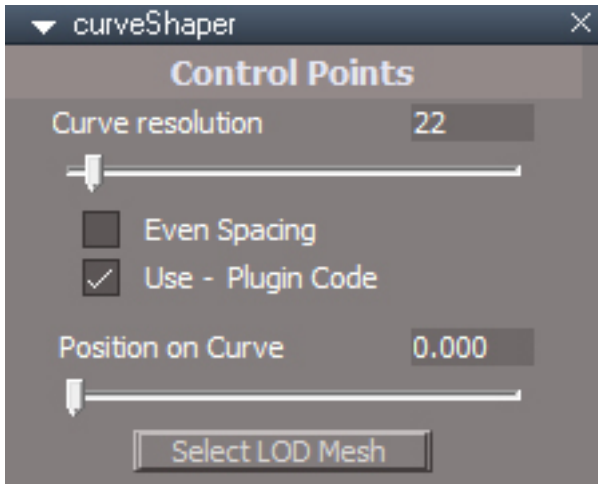 curveShaper
Control Points
Curve resolution 22
Even Spacing
Use - Plugin Code
Position on Curve 0.000
Select LOD Mesh